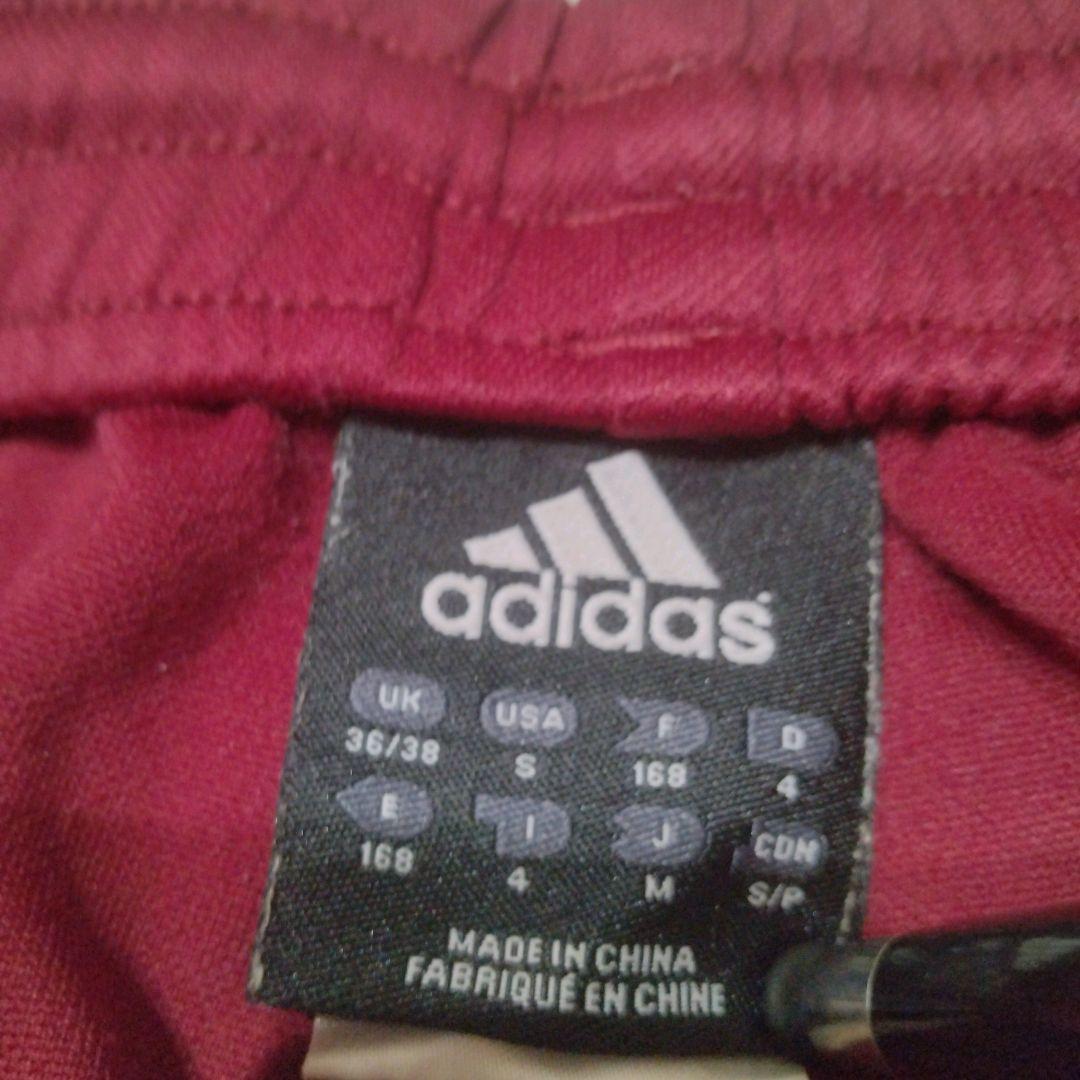 adidas
UK USA F D
36/38 S 168 4
E I J CDN
168 4 M S/P
MADE IN CHINA
FABRIQUÉ EN CHINE